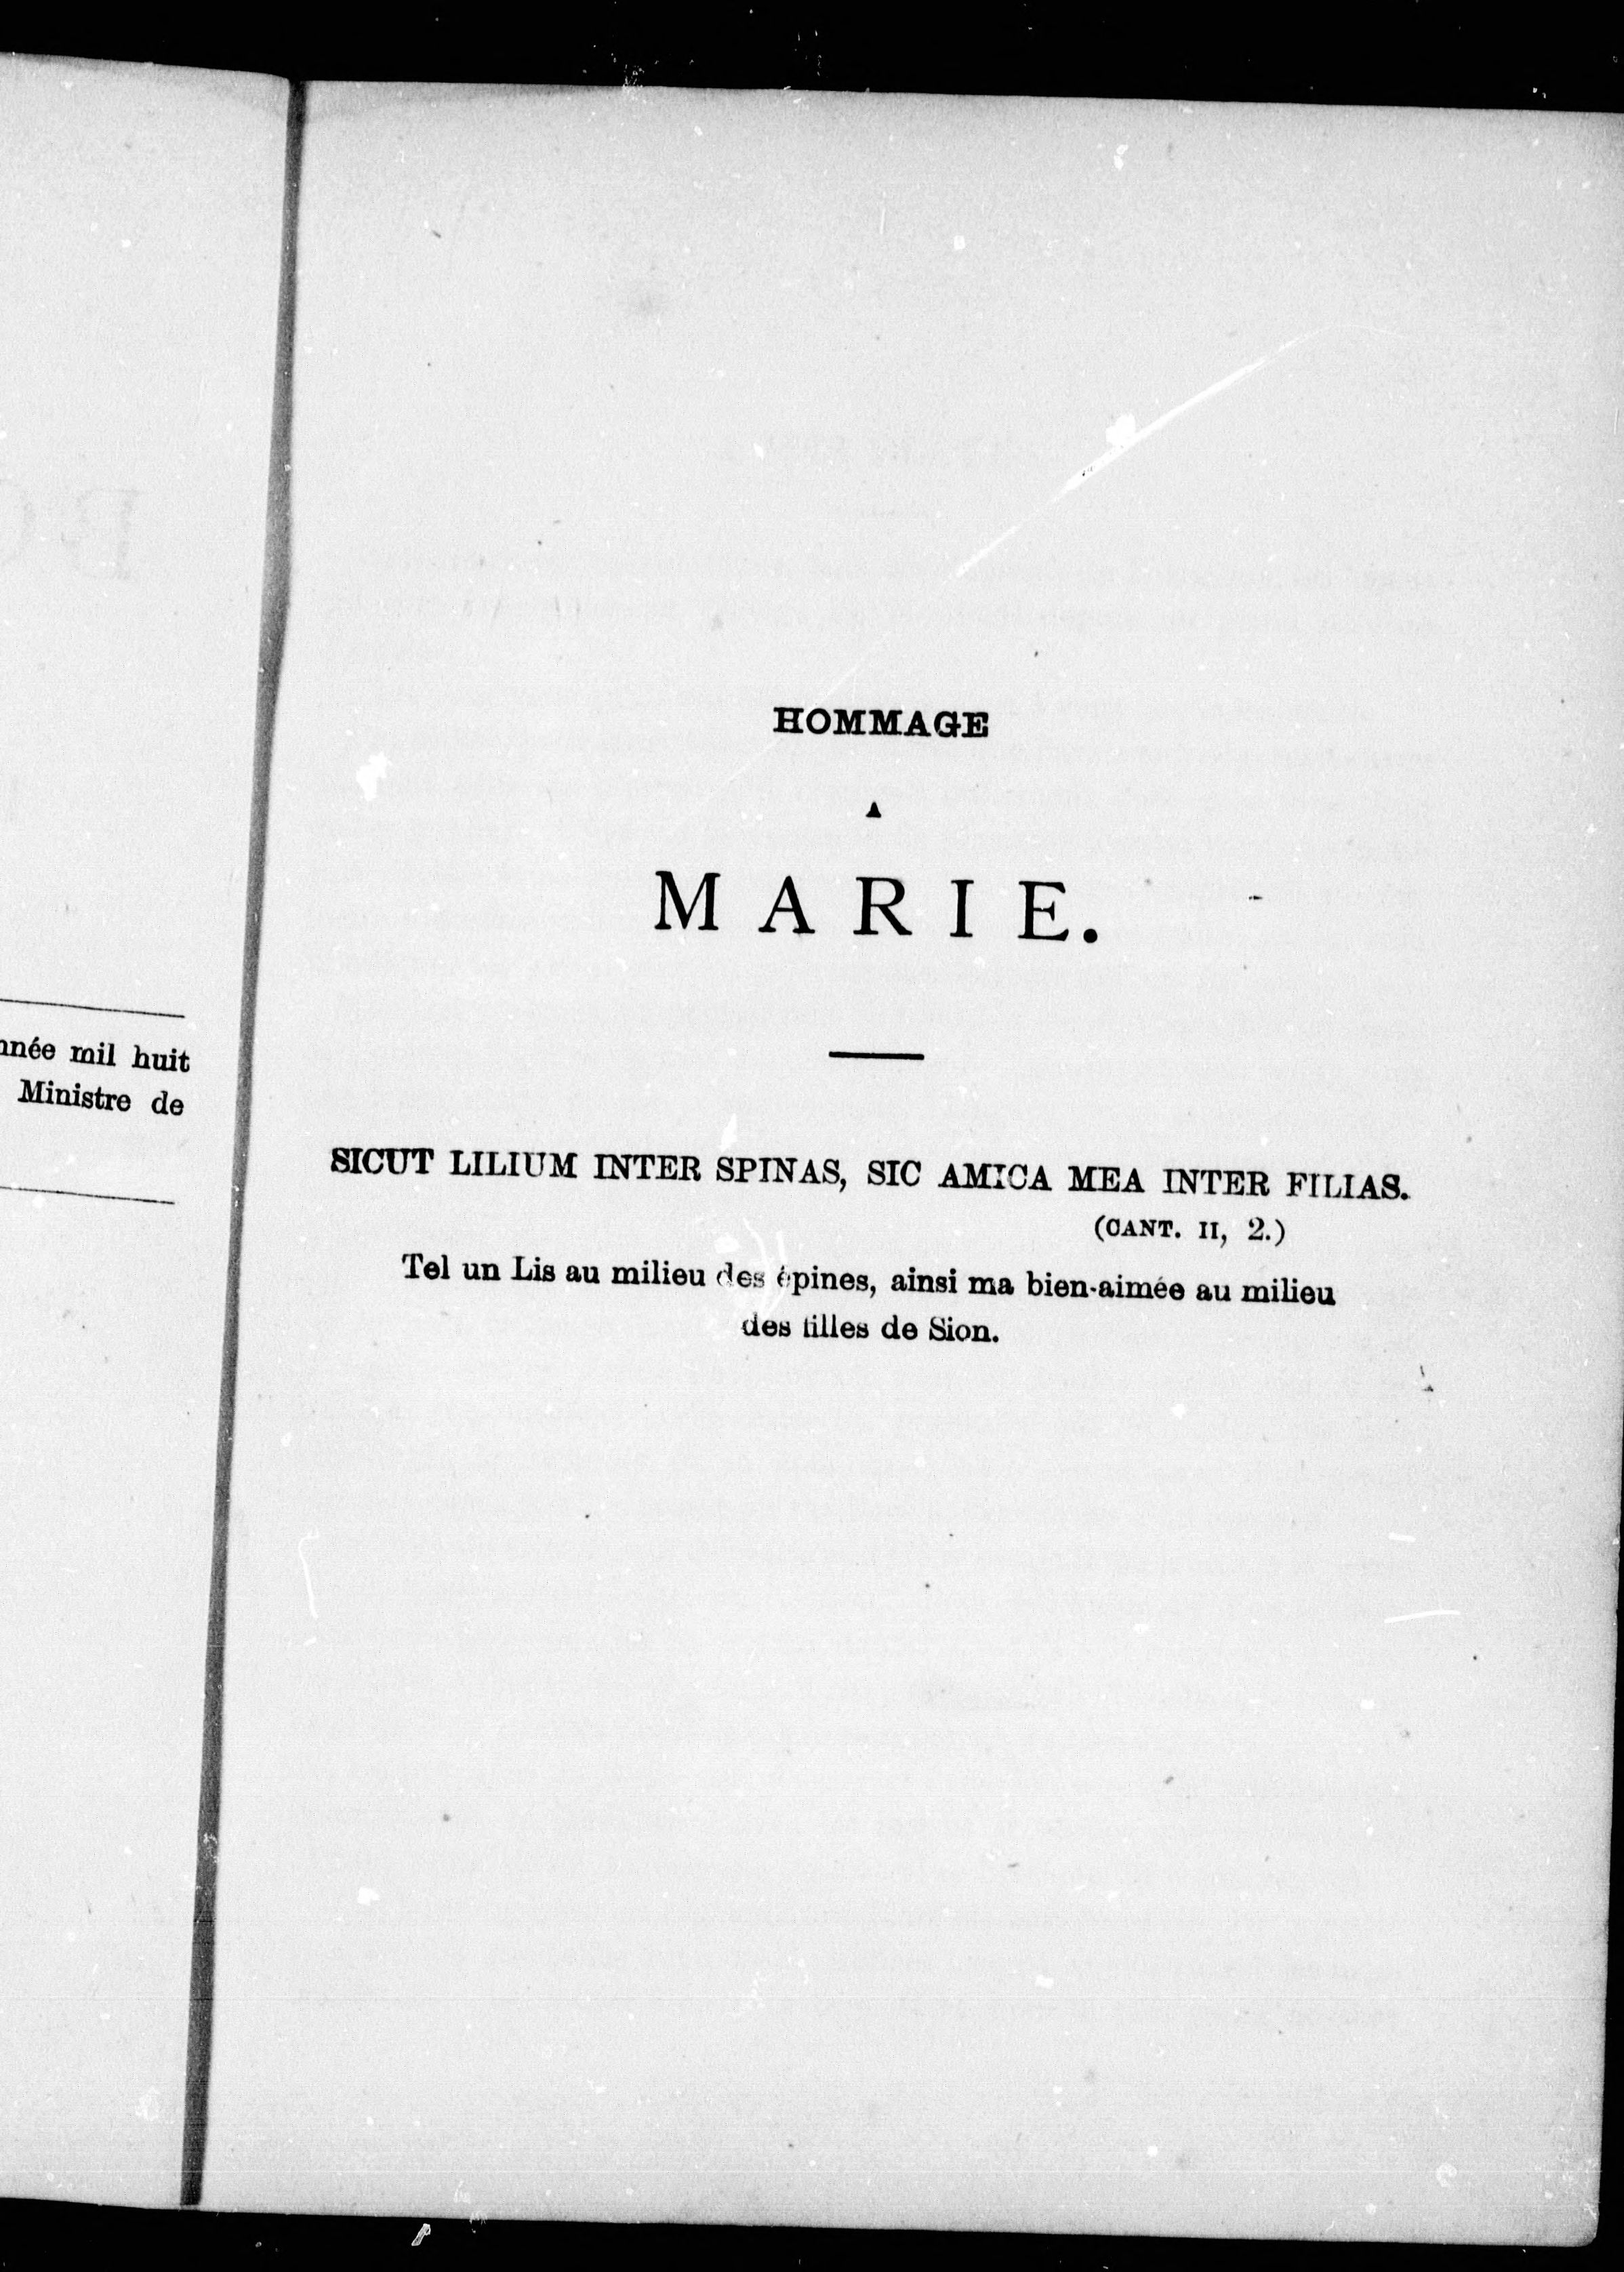 nnée mil huit
Ministre de
HOMMAGE
A
MARIE.
SICUT LILIUM INTER SPINAS, SIC AMICA MEA INTER FILIAS.
(CANT. II, 2.)
Tel un Lis au milieu des épines, ainsi ma bien-aimée au milieu
des filles de Sion.